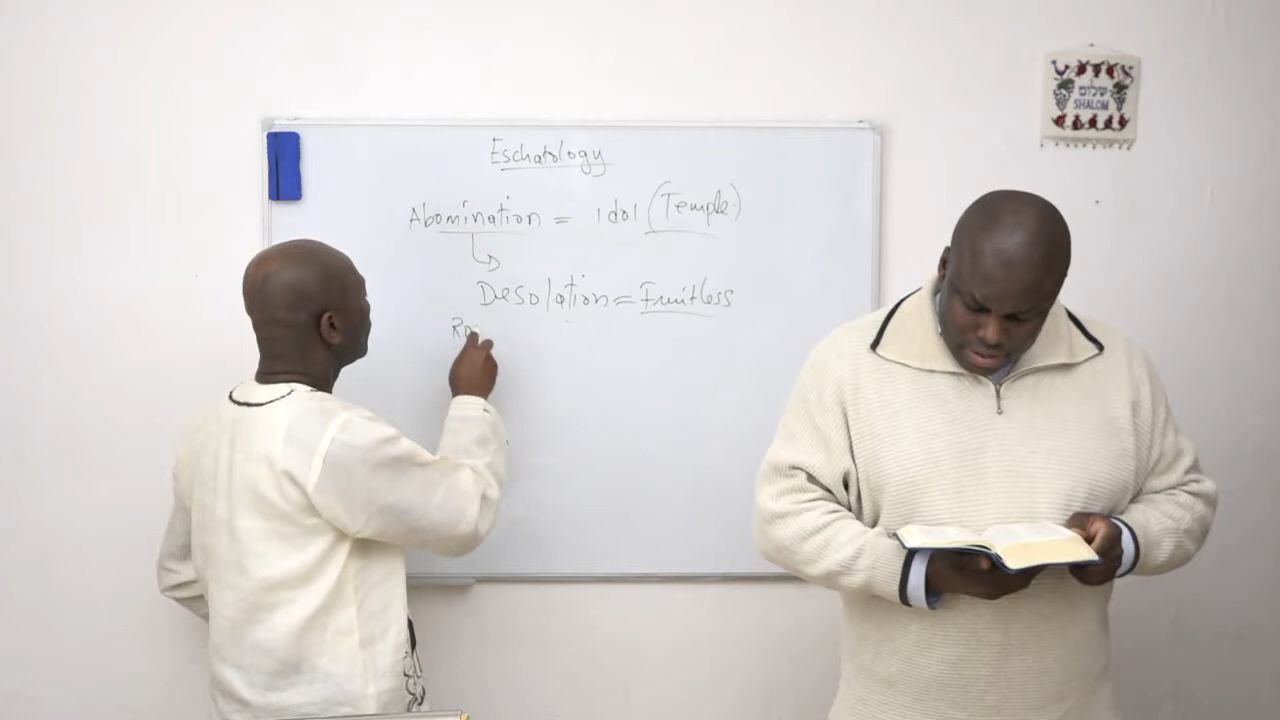 Eschatology
Abomination = Idol (Temple)
Desolation = Fruitless
שלום
SHALOM